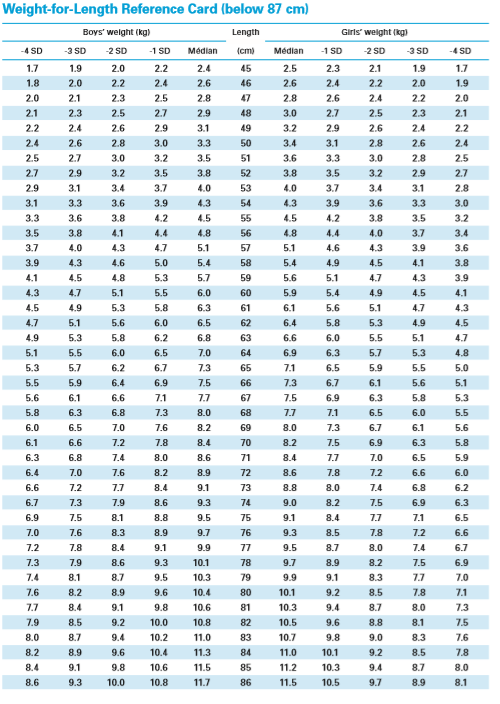 Weight-for-Length Reference Card (below 87 cm)
Boys' weight (kg) Length Girls' weight (kg)
-4 SD -3 SD -2 SD -1 SD Médian (cm) Médian -1 SD -2 SD -3 SD -4 SD
1.7 1.9 2.0 2.2 2.4 45 2.5 2.3 2.1 1.9 1.7
1.8 2.0 2.2 2.4 2.6 46 2.6 2.4 2.2 2.0 1.9
2.0 2.1 2.3 2.5 2.8 47 2.8 2.6 2.4 2.2 2.0
2.1 2.3 2.5 2.7 2.9 48 3.0 2.7 2.5 2.3 2.1
2.2 2.4 2.6 2.9 3.1 49 3.2 2.9 2.6 2.4 2.2
2.4 2.6 2.8 3.0 3.3 50 3.4 3.1 2.8 2.6 2.4
2.5 2.7 3.0 3.2 3.5 51 3.6 3.3 3.0 2.8 2.5
2.7 2.9 3.2 3.5 3.8 52 3.8 3.5 3.2 2.9 2.7
2.9 3.1 3.4 3.7 4.0 53 4.0 3.7 3.4 3.1 2.8
3.1 3.3 3.6 3.9 4.3 54 4.3 3.9 3.6 3.3 3.0
3.3 3.6 3.8 4.2 4.5 55 4.5 4.2 3.8 3.5 3.2
3.5 3.8 4.1 4.4 4.8 56 4.8 4.4 4.0 3.7 3.4
3.7 4.0 4.3 4.7 5.1 57 5.1 4.6 4.3 3.9 3.6
3.9 4.3 4.6 5.0 5.4 58 5.4 4.9 4.5 4.1 3.8
4.1 4.5 4.8 5.3 5.7 59 5.6 5.1 4.7 4.3 3.9
4.3 4.7 5.1 5.5 6.0 60 5.9 5.4 4.9 4.5 4.1
4.5 4.9 5.3 5.8 6.3 61 6.1 5.6 5.1 4.7 4.3
4.7 5.1 5.6 6.0 6.5 62 6.4 5.8 5.3 4.9 4.5
4.9 5.3 5.8 6.2 6.8 63 6.6 6.0 5.5 5.1 4.7
5.1 5.5 6.0 6.5 7.0 64 6.9 6.3 5.7 5.3 4.8
5.3 5.7 6.2 6.7 7.3 65 7.1 6.5 5.9 5.5 5.0
5.5 5.9 6.4 6.9 7.5 66 7.3 6.7 6.1 5.6 5.1
5.6 6.1 6.6 7.1 7.7 67 7.5 6.9 6.3 5.8 5.3
5.8 6.3 6.8 7.3 8.0 68 7.7 7.1 6.5 6.0 5.5
6.0 6.5 7.0 7.6 8.2 69 8.0 7.3 6.7 6.1 5.6
6.1 6.6 7.2 7.8 8.4 70 8.2 7.5 6.9 6.3 5.8
6.3 6.8 7.4 8.0 8.6 71 8.4 7.7 7.0 6.5 5.9
6.4 7.0 7.6 8.2 8.9 72 8.6 7.8 7.2 6.6 6.0
6.6 7.2 7.7 8.4 9.1 73 8.8 8.0 7.4 6.8 6.2
6.7 7.3 7.9 8.6 9.3 74 9.0 8.2 7.5 6.9 6.3
6.9 7.5 8.1 8.8 9.5 75 9.1 8.4 7.7 7.1 6.5
7.0 7.6 8.3 8.9 9.7 76 9.3 8.5 7.8 7.2 6.6
7.2 7.8 8.4 9.1 9.9 77 9.5 8.7 8.0 7.4 6.7
7.3 7.9 8.6 9.3 10.1 78 9.7 8.9 8.2 7.5 6.9
7.4 8.1 8.7 9.5 10.3 79 9.9 9.1 8.3 7.7 7.0
7.6 8.2 8.9 9.6 10.4 80 10.1 9.2 8.5 7.8 7.1
7.7 8.4 9.1 9.8 10.6 81 10.3 9.4 8.7 8.0 7.3
7.9 8.5 9.2 10.0 10.8 82 10.5 9.6 8.8 8.1 7.5
8.0 8.7 9.4 10.2 11.0 83 10.7 9.8 9.0 8.3 7.6
8.2 8.9 9.6 10.4 11.3 84 11.0 10.1 9.2 8.5 7.8
8.4 9.1 9.8 10.6 11.5 85 11.2 10.3 9.4 8.7 8.0
8.6 9.3 10.0 10.8 11.7 86 11.5 10.5 9.7 8.9 8.1